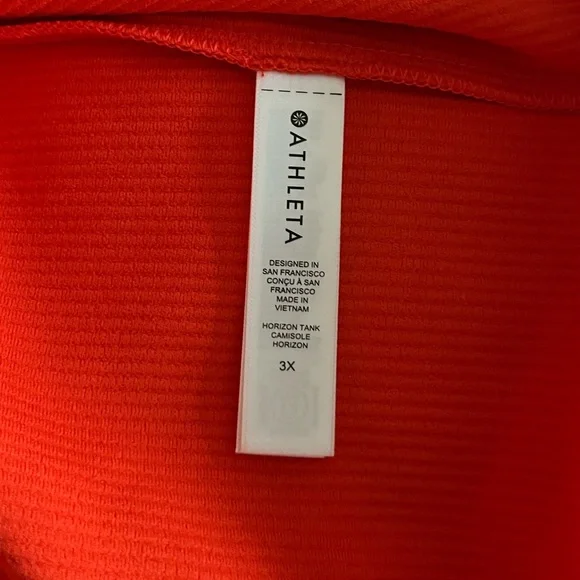 ATHLETA
DESIGNED IN
SAN FRANCISCO
CONÇU À SAN
FRANCISCO
MADE IN
VIETNAM
HORIZON TANK
CAMISOLE
HORIZON
3X